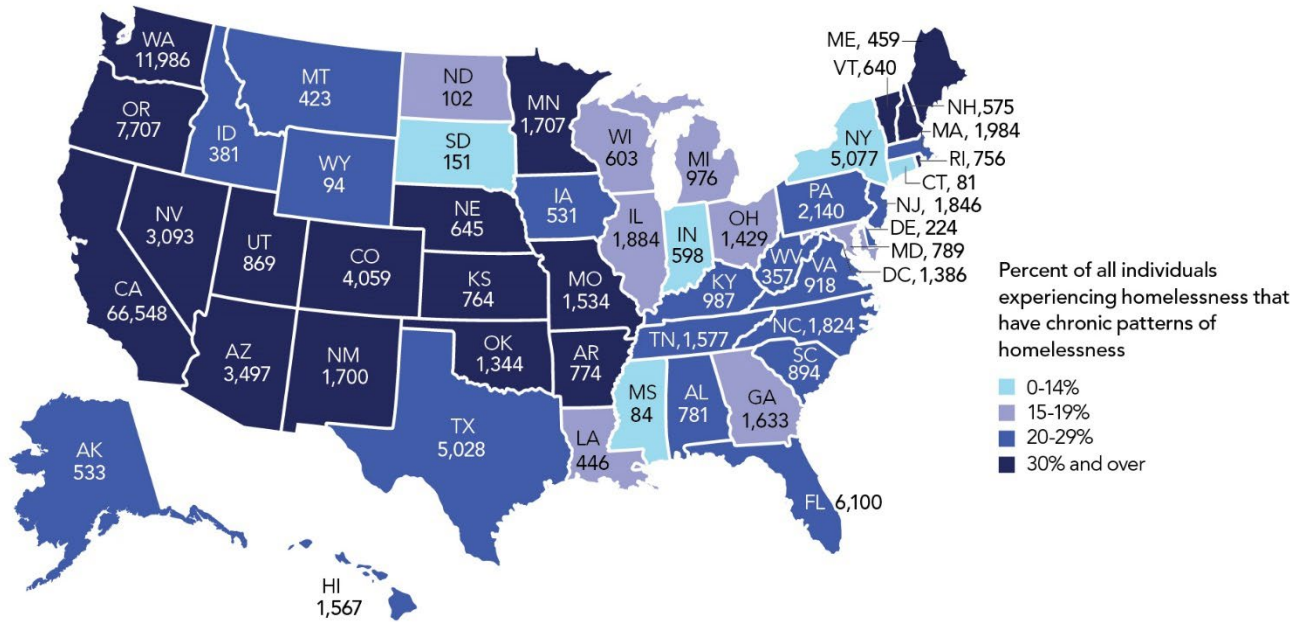 WA
11,986
OR
7,707
CA
66,548
NV
3,093
ID
381
MT
423
WY
94
UT
869
CO
4,059
AZ
3,497
NM
1,700
ND
102
SD
151
NE
645
KS
764
OK
1,344
TX
5,028
MN
1,707
IA
531
MO
1,534
AR
774
LA
446
WI
603
IL
1,884
MI
976
IN
598
OH
1,429
KY
987
TN, 1,577
MS
84
AL
781
GA
1,633
FL 6,100
SC
894
NC, 1,824
VA
918
WV
357
PA
2,140
NY
5,077
ME, 459
VT, 640
NH, 575
MA, 1,984
RI, 756
CT, 81
NJ, 1,846
DE, 224
MD, 789
DC, 1,386
AK
533
HI
1,567
Percent of all individuals
experiencing homelessness that
have chronic patterns of
homelessness
0-14%
15-19%
20-29%
30% and over